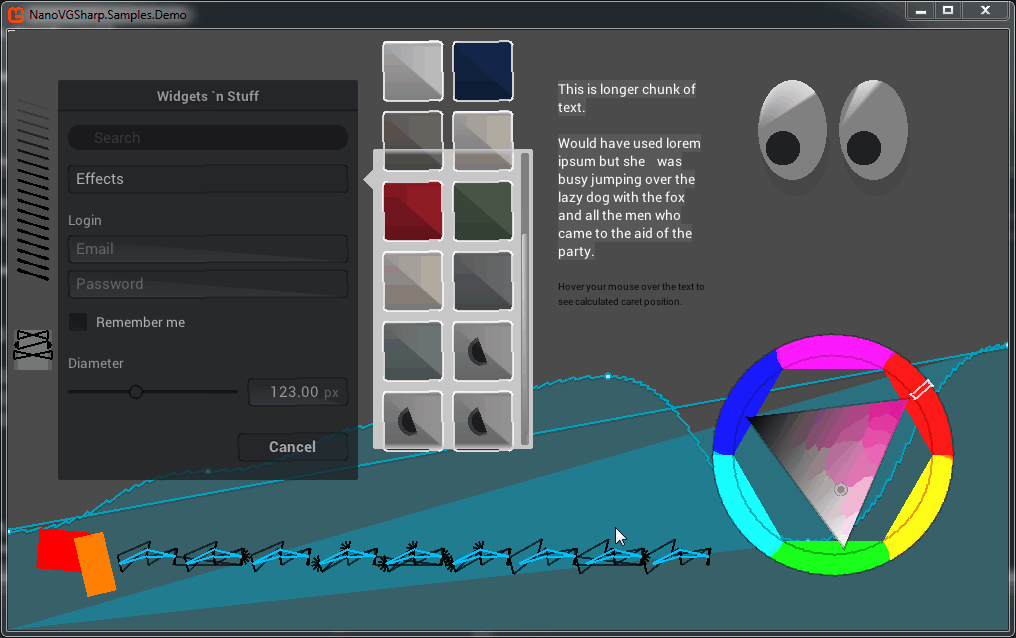 NanoVGSharp.Samples.Demo
Widgets `n Stuff
Search
Effects
Login
Email
Password
Remember me
Diameter
123.00 px
Cancel
This is longer chunk of
text.
Would have used lorem
ipsum but she was
busy jumping over the
lazy dog with the fox
and all the men who
came to the aid of the
party.
Hover your mouse over the text to
see calculated caret position.